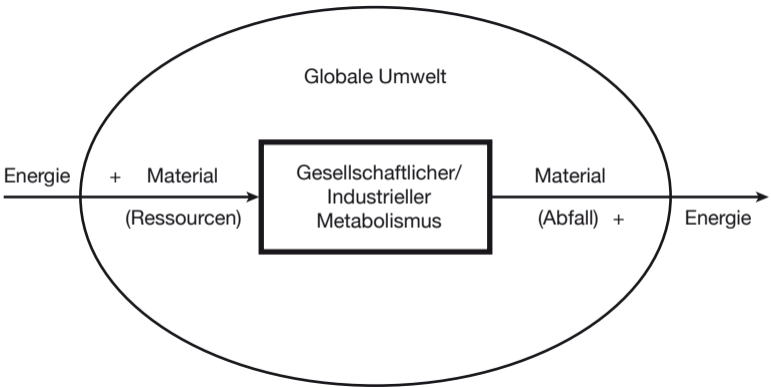 Globale Umwelt
Energie + Material
(Ressourcen)
Gesellschaftlicher/
Industrieller
Metabolismus
Material
(Abfall) +
Energie